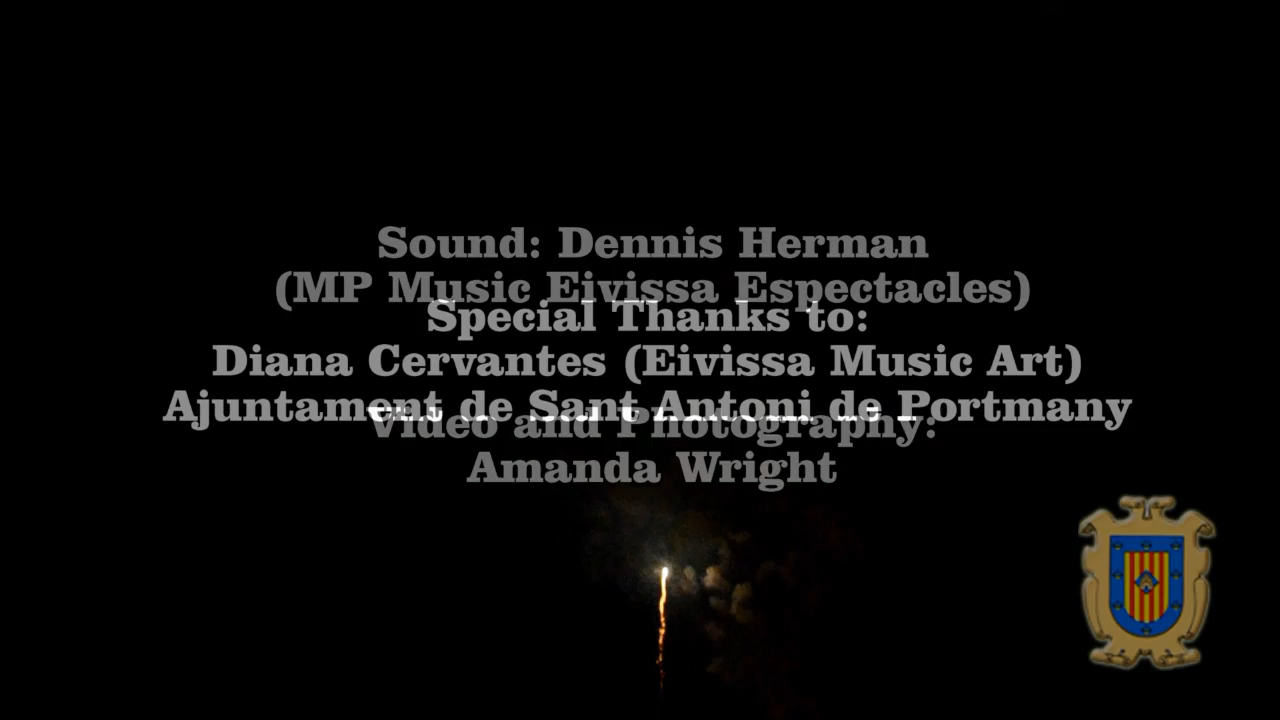 Sound: Dennis Herman
(MP Music Eivissa Espectacles)
Special Thanks to:
Diana Cervantes (Eivissa Music Art)
Ajuntament de Sant Antoni de Portmany
Video and Photography:
Amanda Wright